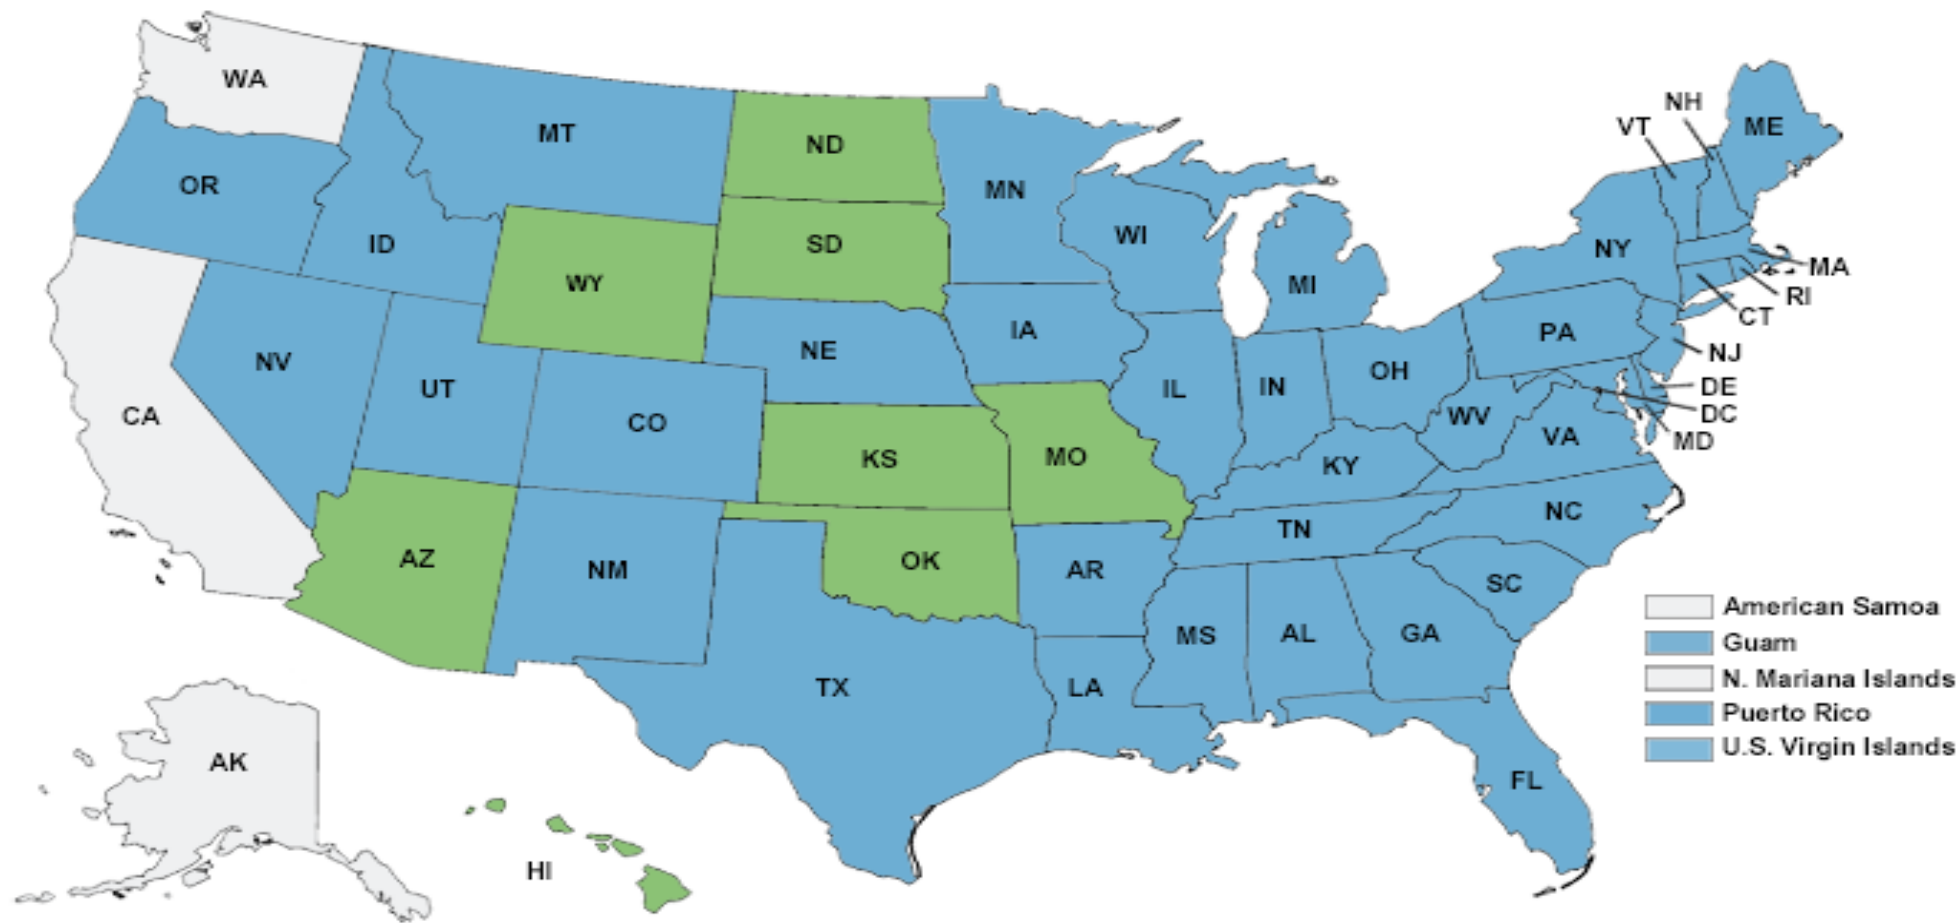 WA
MT
ND
MN
OR
ID
WY
SD
WI
MI
NY
VT
NH
ME
MA
RI
CT
NJ
DE
DC
MD
NV
UT
CO
NE
IA
IL
IN
OH
PA
WV
VA
CA
KS
MO
KY
NC
TN
AZ
NM
OK
AR
SC
MS
AL
GA
TX
LA
FL
AK
HI
American Samoa
Guam
N. Mariana Islands
Puerto Rico
U.S. Virgin Islands